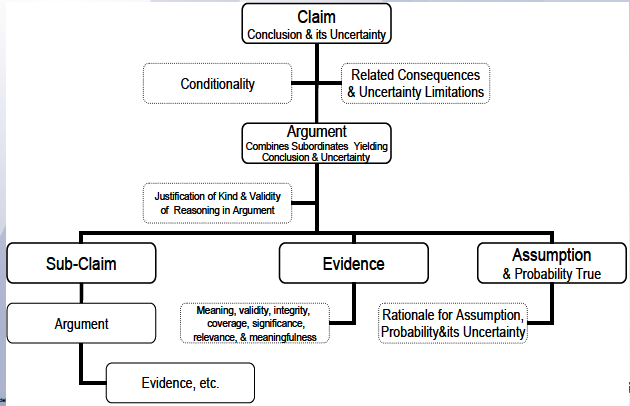 Claim
Conclusion & its Uncertainty
Conditionality
Related Consequences
& Uncertainty Limitations
Argument
Combines Subordinates Yielding
Conclusion & Uncertainty
Justification of Kind & Validity
of Reasoning in Argument
Sub-Claim
Evidence
Assumption
& Probability True
Argument
Meaning, validity, integrity,
coverage, significance,
relevance, & meaningfulness
Rationale for Assumption,
Probability&its Uncertainty
Evidence, etc.